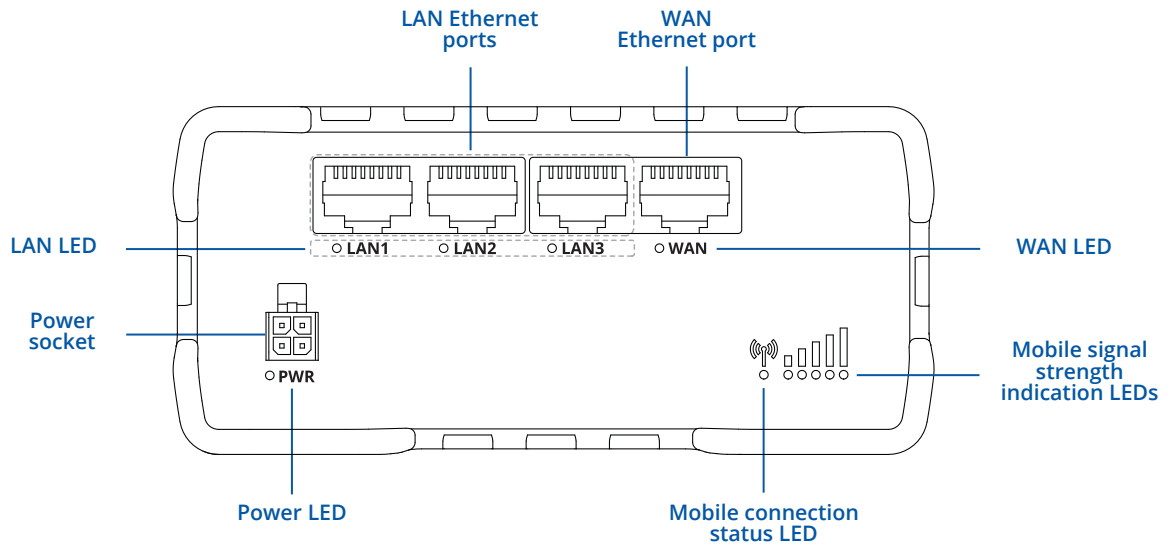 LAN Ethernet
ports
WAN
Ethernet port
LAN LED
LAN1
LAN2
LAN3
WAN
WAN LED
Power
socket
PWR
Mobile signal
strength
indication LEDs
Power LED
Mobile connection
status LED